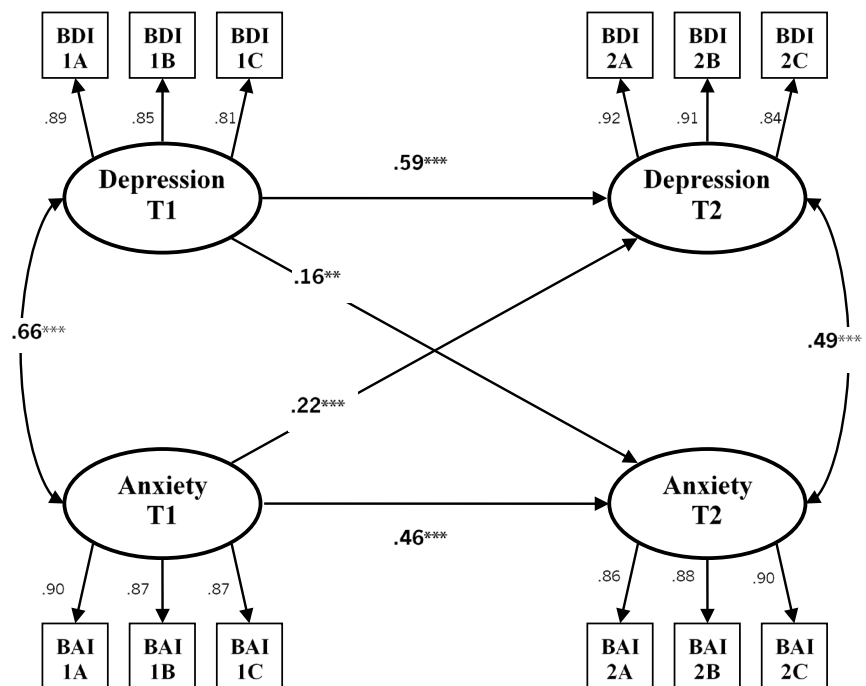 BDI
1A
BDI
1B
BDI
1C
BDI
2A
BDI
2B
BDI
2C
.89
.85
.81
.92
.91
.84
.59***
Depression
T1
Depression
T2
.16**
.66***
.49***
.22***
Anxiety
T1
Anxiety
T2
.46***
.90
.87
.87
.86
.88
.90
BAI
1A
BAI
1B
BAI
1C
BAI
2A
BAI
2B
BAI
2C